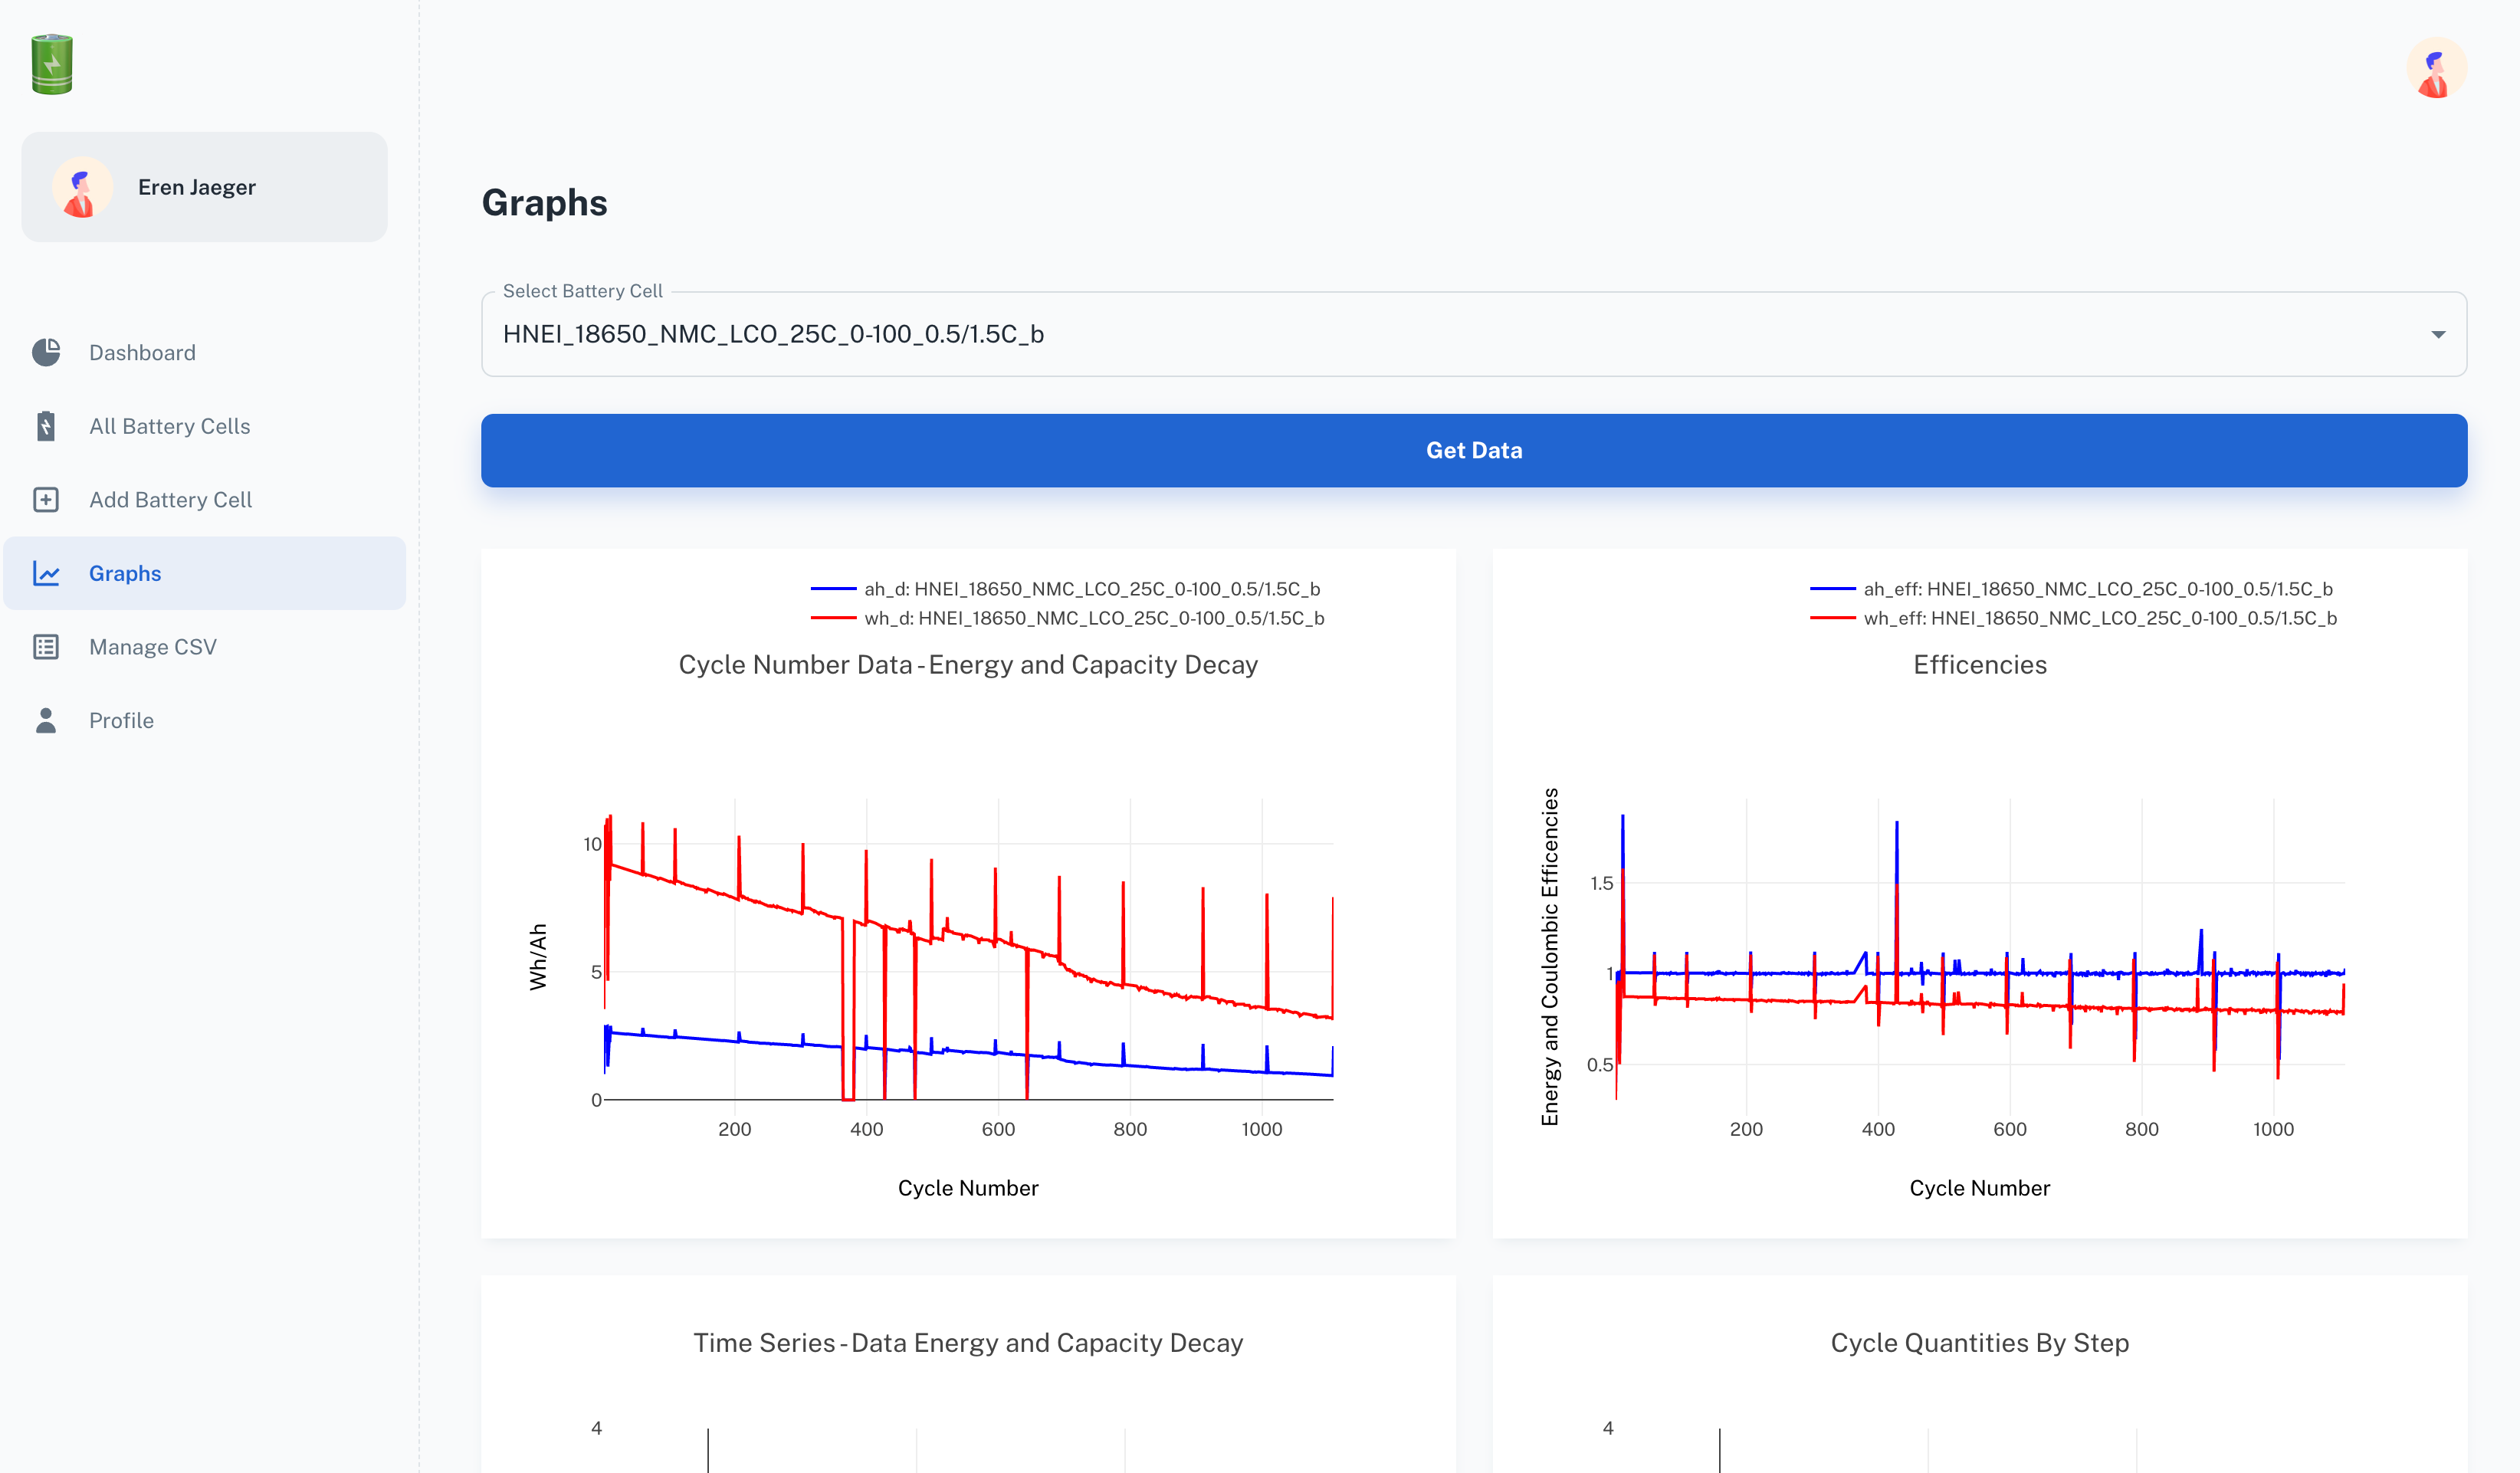 Eren Jaeger
Dashboard
All Battery Cells
Add Battery Cell
Graphs
Manage CSV
Profile
Graphs
Select Battery Cell
HNEI_18650_NMC_LCO_25C_0-100_0.5/1.5C_b
Get Data
ah_d: HNEI_18650_NMC_LCO_25C_0-100_0.5/1.5C_b
wh_d: HNEI_18650_NMC_LCO_25C_0-100_0.5/1.5C_b
Cycle Number Data - Energy and Capacity Decay
Wh/Ah
10
5
0
200 400 600 800 1000
Cycle Number
ah_eff: HNEI_18650_NMC_LCO_25C_0-100_0.5/1.5C_b
wh_eff: HNEI_18650_NMC_LCO_25C_0-100_0.5/1.5C_b
Efficencies
Energy and Coulombic Efficencies
1.5
1
0.5
200 400 600 800 1000
Cycle Number
Time Series - Data Energy and Capacity Decay
4
Cycle Quantities By Step
4